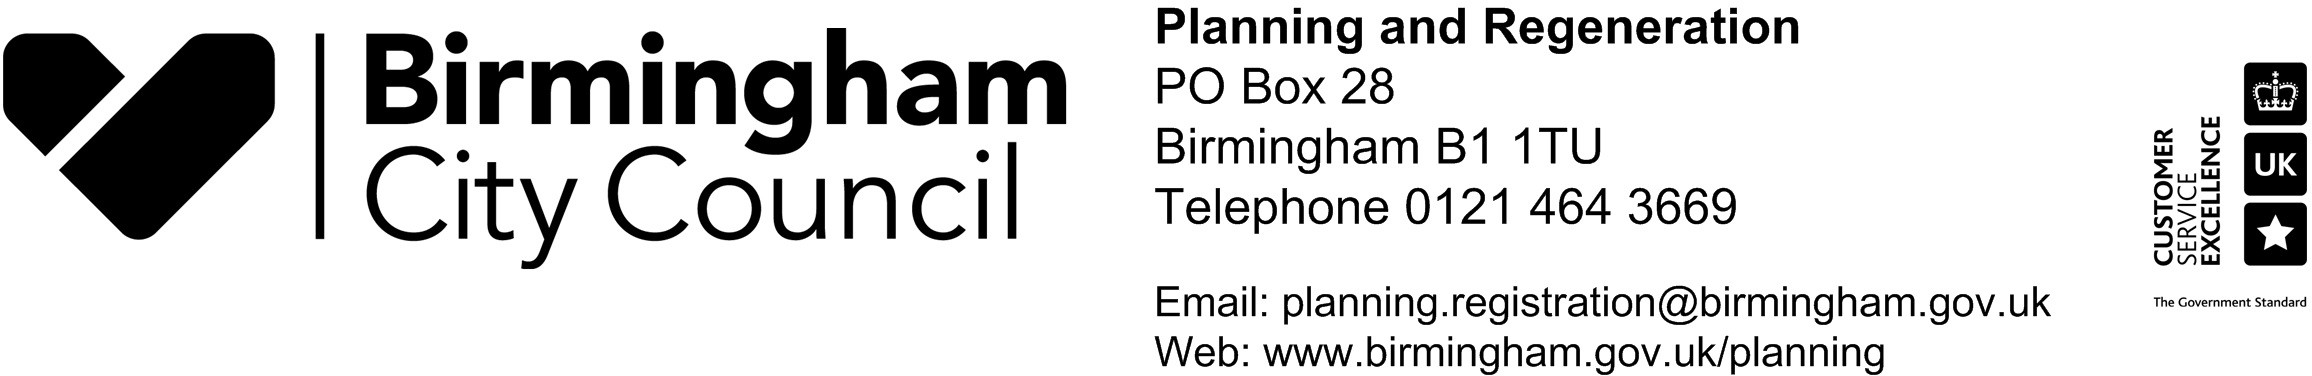 Birmingham
City Council
Planning and Regeneration
PO Box 28
Birmingham B1 1TU
Telephone 0121 464 3669
Email: planning.registration@birmingham.gov.uk
Web: www.birmingham.gov.uk/planning
CUSTOMER
SERVICE
EXCELLENCE
UK
The Government Standard